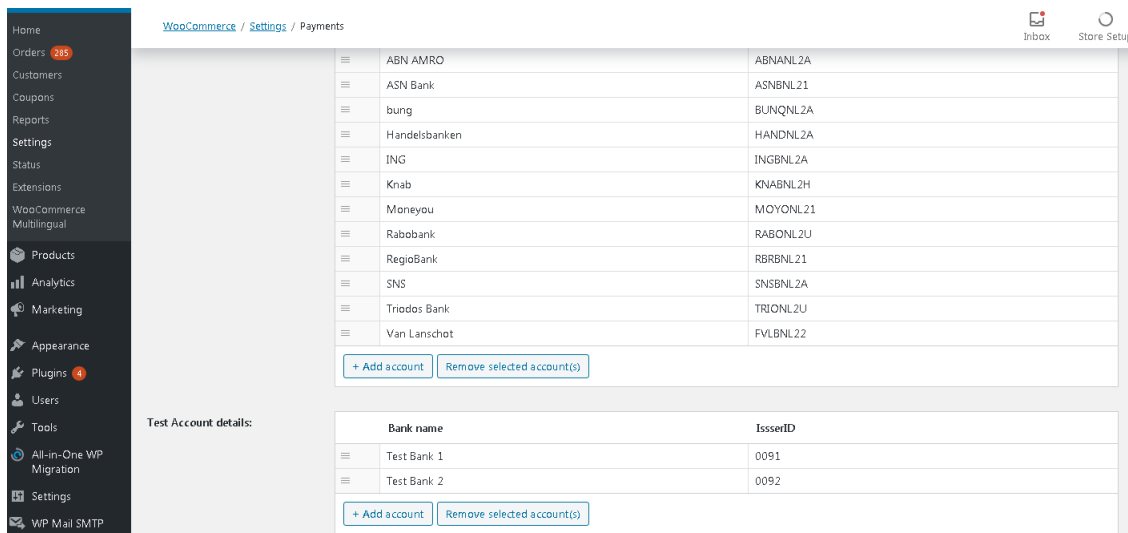 Home
Orders 285
Customers
Coupons
Reports
Settings
Status
Extensions
WooCommerce
Multilingual
Products
Analytics
Marketing
Appearance
Plugins 4
Users
Tools
All-in-One WP
Migration
Settings
WP Mail SMTP
WooCommerce / Settings / Payments
Inbox
Store Setup
ABN AMRO ABNANL2A
ASN Bank ASNBNL21
bung BUNQNL2A
Handelsbanken HANDNL2A
ING INGBNL2A
Knab KNABNL2H
Moneyou MOYONL21
Rabobank RABONL2U
RegioBank RBRBNL21
SNS SNSBNL2A
Triodos Bank TRIONL2U
Van Lanschot FVLBNL22
+ Add account Remove selected account(s)
Test Account details:
Bank name IssserID
Test Bank 1 0091
Test Bank 2 0092
+ Add account Remove selected account(s)